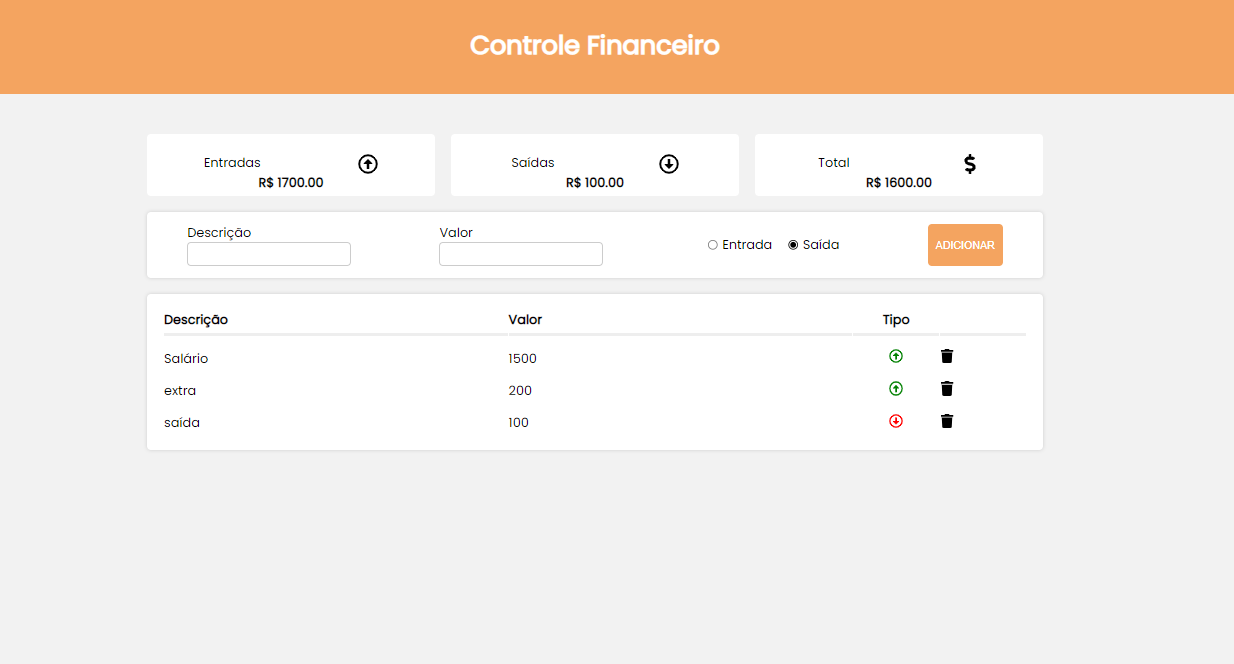 Controle Financeiro
Entradas
R$ 1700.00
Saídas
R$ 100.00
Total
R$ 1600.00
Descrição
Valor
Entrada Saída
ADICIONAR
Descrição Valor Tipo
Salário 1500
extra 200
saída 100